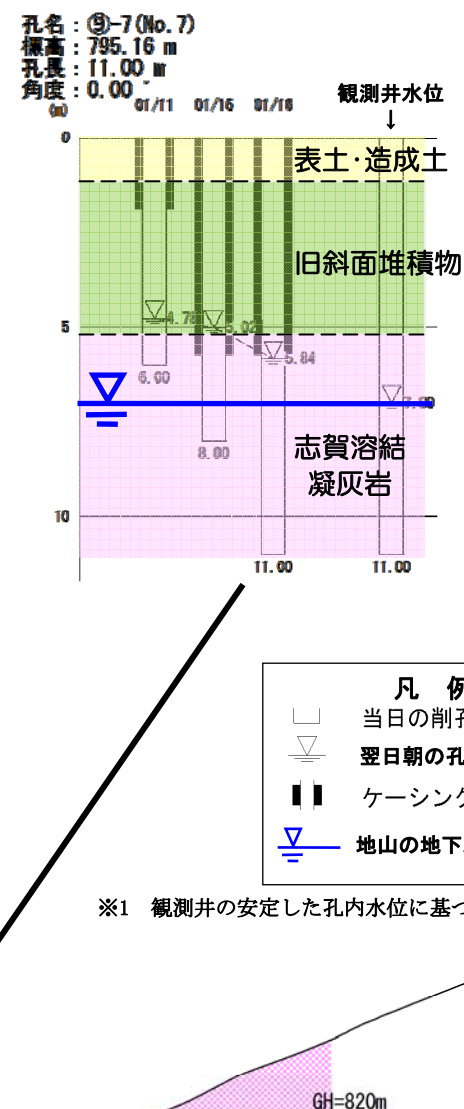 孔名：⑨-7(No.7)
標高：795.16 m
孔長：11.00 m
角度：0.00 °
(m)
01/11 01/15 01/16
観測井水位
↓
0
表土・造成土
旧斜面堆積物
5
4.78
5.02
5.84
6.00
8.00
志賀溶結
凝灰岩
10
11.00
11.00
凡 例
当日の削孔
翌日朝の孔
ケーシング
地山の地下
※1 観測井の安定した孔内水位に基づ
GH=820m